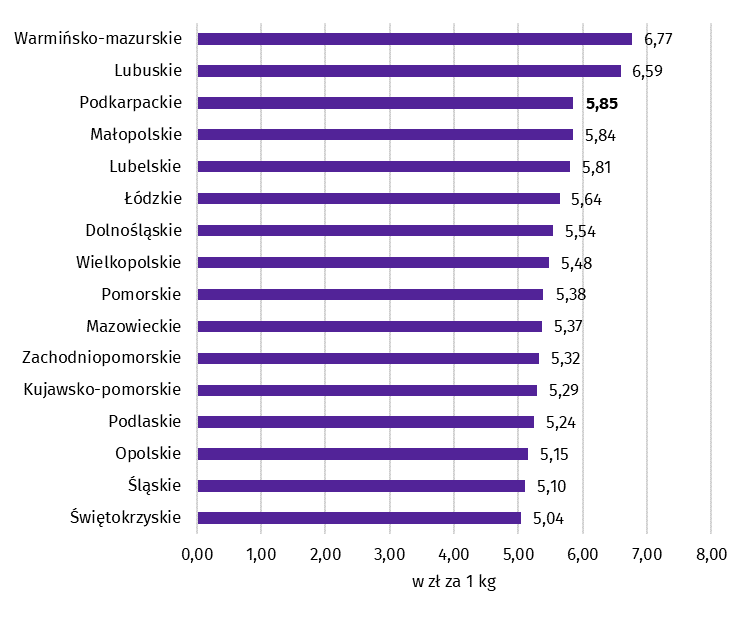 Warmińsko-mazurskie 6,77
Lubuskie 6,59
Podkarpackie 5,85
Małopolskie 5,84
Lubelskie 5,81
Łódzkie 5,64
Dolnośląskie 5,54
Wielkopolskie 5,48
Pomorskie 5,38
Mazowieckie 5,37
Zachodniopomorskie 5,32
Kujawsko-pomorskie 5,29
Podlaskie 5,24
Opolskie 5,15
Śląskie 5,10
Świętokrzyskie 5,04
0,00 1,00 2,00 3,00 4,00 5,00 6,00 7,00 8,00
w zł za 1 kg